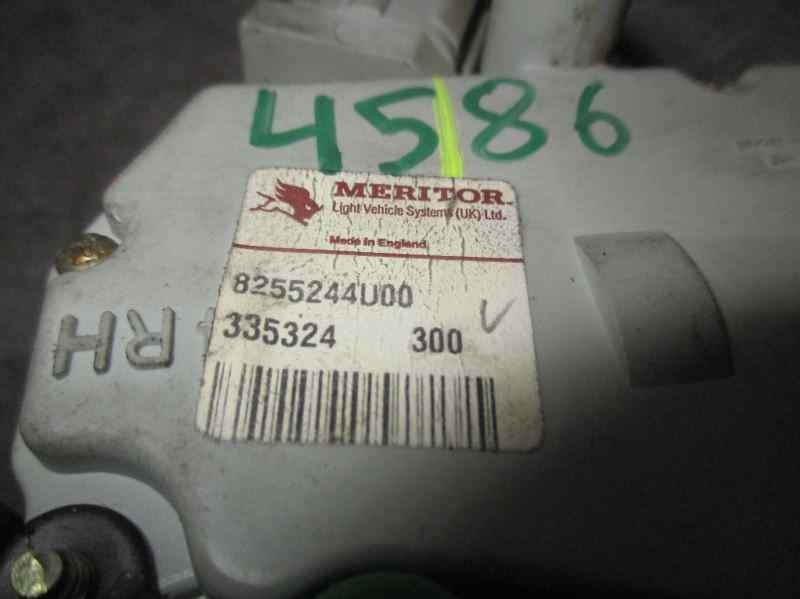 4586
MERITOR
Light Vehicle Systems (UK) Ltd.
Made in England
8255244U00
335324 300
RH